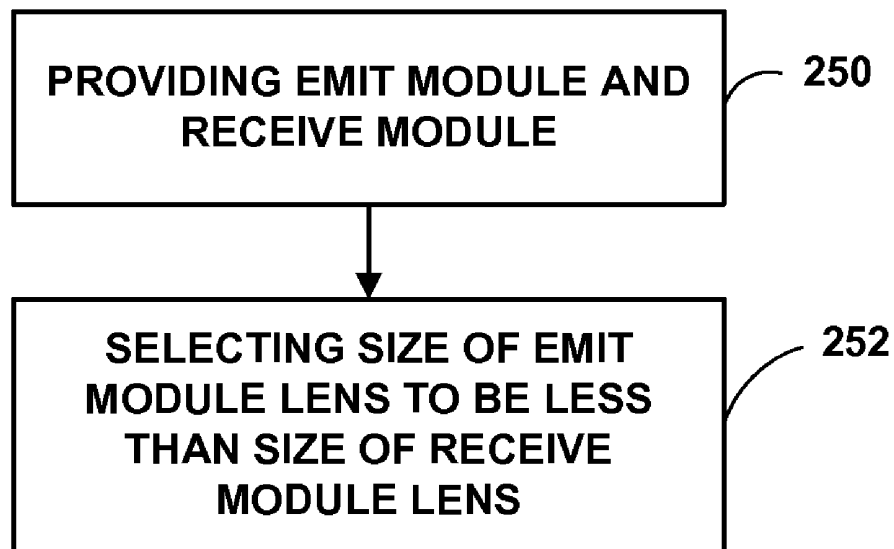 PROVIDING EMIT MODULE AND
RECEIVE MODULE
250
SELECTING SIZE OF EMIT
MODULE LENS TO BE LESS
THAN SIZE OF RECEIVE
MODULE LENS
252